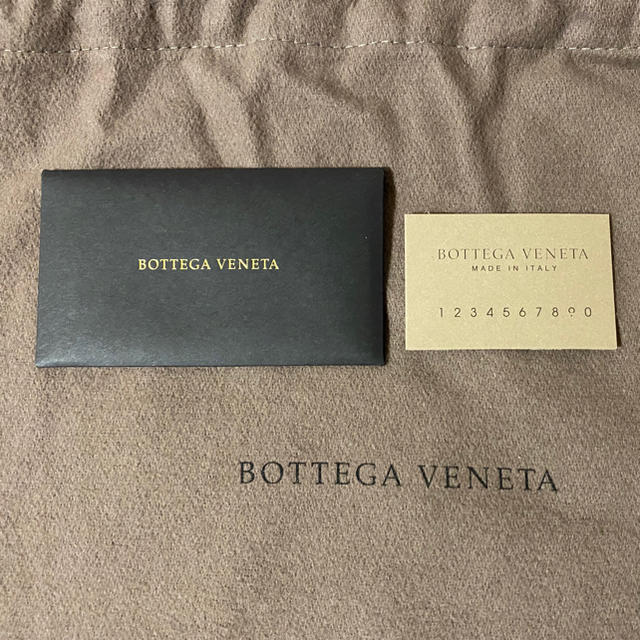 BOTTEGA VENETA
BOTTEGA VENETA
MADE IN ITALY
1 2 3 4 5 6 7 8 9 0
BOTTEGA VENETA